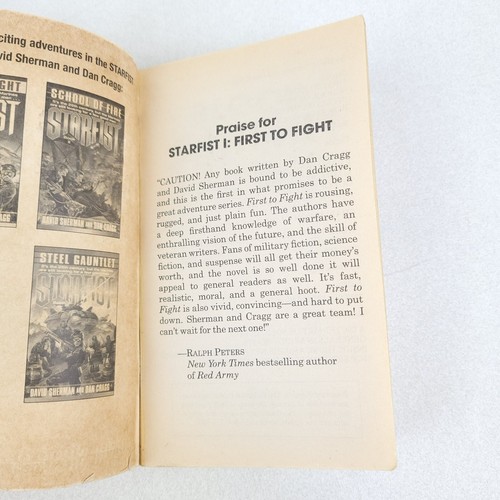 citing adventures in the STARFIST
vid Sherman and Dan Cragg:
GHT
ST
AGG
SCHOOL OF FIRE
STARFIST
DAVID SHERMAN AND DAN CRAGG
STEEL GAUNTLET
STARFIST
DAVID SHERMAN AND DAN CRAGG
Praise for
STARFIST I: FIRST TO FIGHT
"CAUTION! Any book written by Dan Cragg
and David Sherman is bound to be addictive,
and this is the first in what promises to be a
great adventure series. First to Fight is rousing,
rugged, and just plain fun. The authors have
a deep firsthand knowledge of warfare, an
enthralling vision of the future, and the skill of
veteran writers. Fans of military fiction, science
fiction, and suspense will all get their money's
worth, and the novel is so well done it will
appeal to general readers as well. It's fast,
realistic, moral, and a general hoot. First to
Fight is also vivid, convincing—and hard to put
down. Sherman and Cragg are a great team! I
can't wait for the next one!"
—RALPH PETERS
New York Times bestselling author
of Red Army